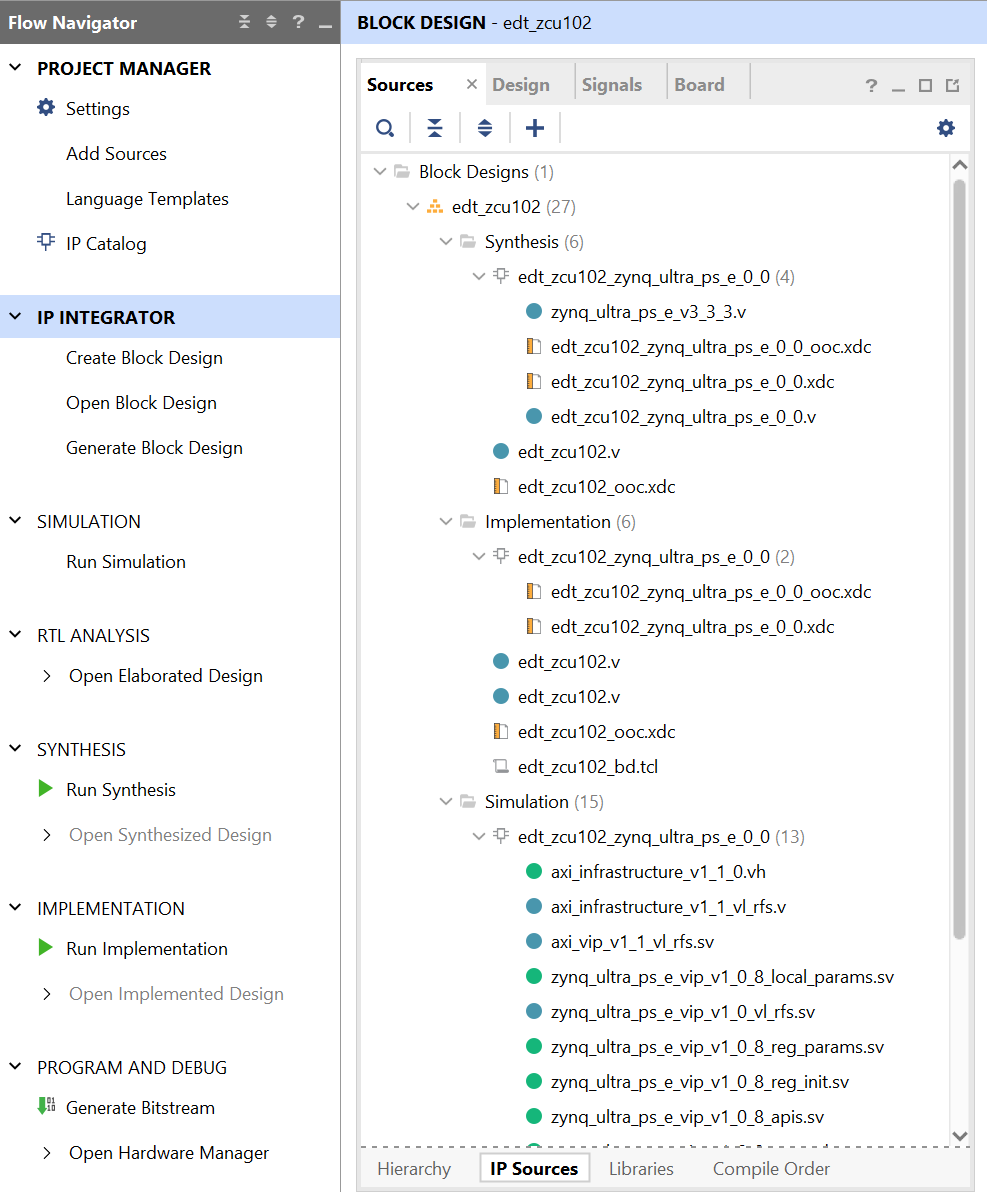 Flow Navigator
PROJECT MANAGER
Settings
Add Sources
Language Templates
IP Catalog
IP INTEGRATOR
Create Block Design
Open Block Design
Generate Block Design
SIMULATION
Run Simulation
RTL ANALYSIS
Open Elaborated Design
SYNTHESIS
Run Synthesis
Open Synthesized Design
IMPLEMENTATION
Run Implementation
Open Implemented Design
PROGRAM AND DEBUG
Generate Bitstream
Open Hardware Manager
BLOCK DESIGN - edt_zcu102
Sources Design Signals Board
Block Designs (1)
edt_zcu102 (27)
Synthesis (6)
edt_zcu102_zynq_ultra_ps_e_0_0 (4)
zynq_ultra_ps_e_v3_3_3.v
edt_zcu102_zynq_ultra_ps_e_0_0_ooc.xdc
edt_zcu102_zynq_ultra_ps_e_0_0.xdc
edt_zcu102_zynq_ultra_ps_e_0_0.v
edt_zcu102.v
edt_zcu102_ooc.xdc
Implementation (6)
edt_zcu102_zynq_ultra_ps_e_0_0 (2)
edt_zcu102_zynq_ultra_ps_e_0_0_ooc.xdc
edt_zcu102_zynq_ultra_ps_e_0_0.xdc
edt_zcu102.v
edt_zcu102.v
edt_zcu102_ooc.xdc
edt_zcu102_bd.tcl
Simulation (15)
edt_zcu102_zynq_ultra_ps_e_0_0 (13)
axi_infrastructure_v1_1_0.vh
axi_infrastructure_v1_1_vl_rfs.v
axi_vip_v1_1_vl_rfs.sv
zynq_ultra_ps_e_vip_v1_0_8_local_params.sv
zynq_ultra_ps_e_vip_v1_0_vl_rfs.sv
zynq_ultra_ps_e_vip_v1_0_8_reg_params.sv
zynq_ultra_ps_e_vip_v1_0_8_reg_init.sv
zynq_ultra_ps_e_vip_v1_0_8_apis.sv
Hierarchy IP Sources Libraries Compile Order